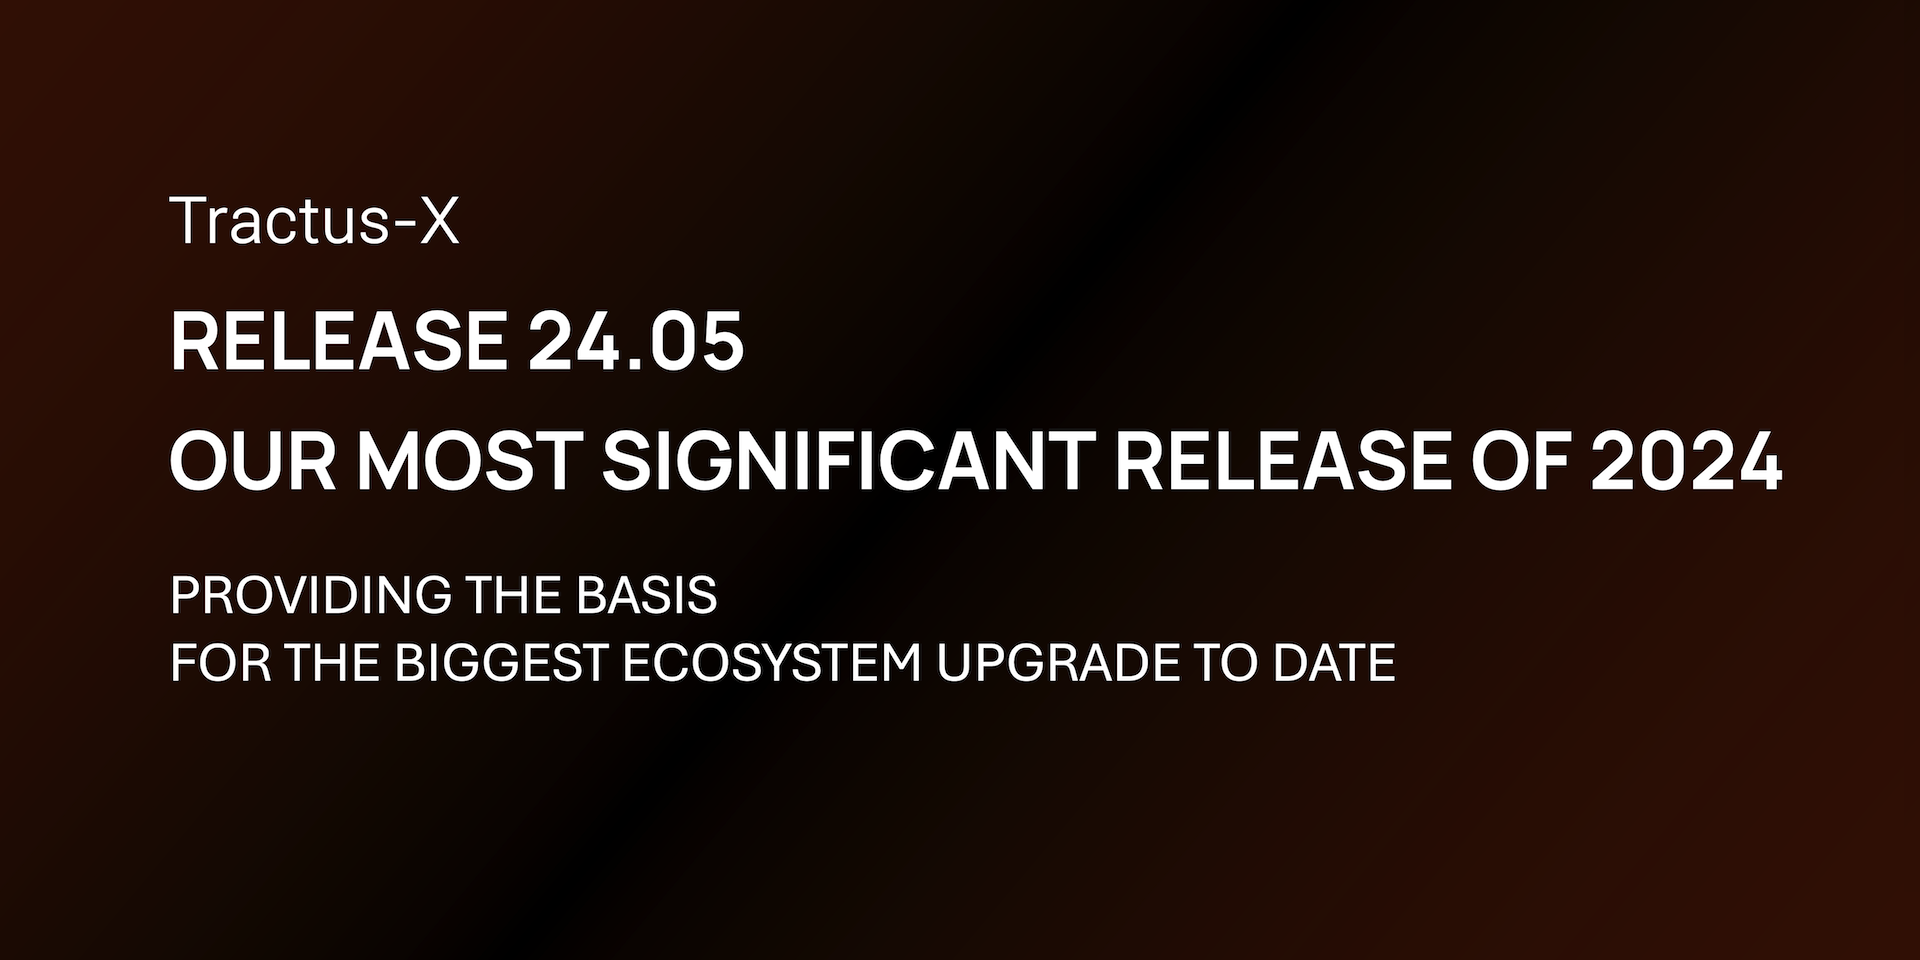 Tractus-X
RELEASE 24.05
OUR MOST SIGNIFICANT RELEASE OF 2024
PROVIDING THE BASIS
FOR THE BIGGEST ECOSYSTEM UPGRADE TO DATE